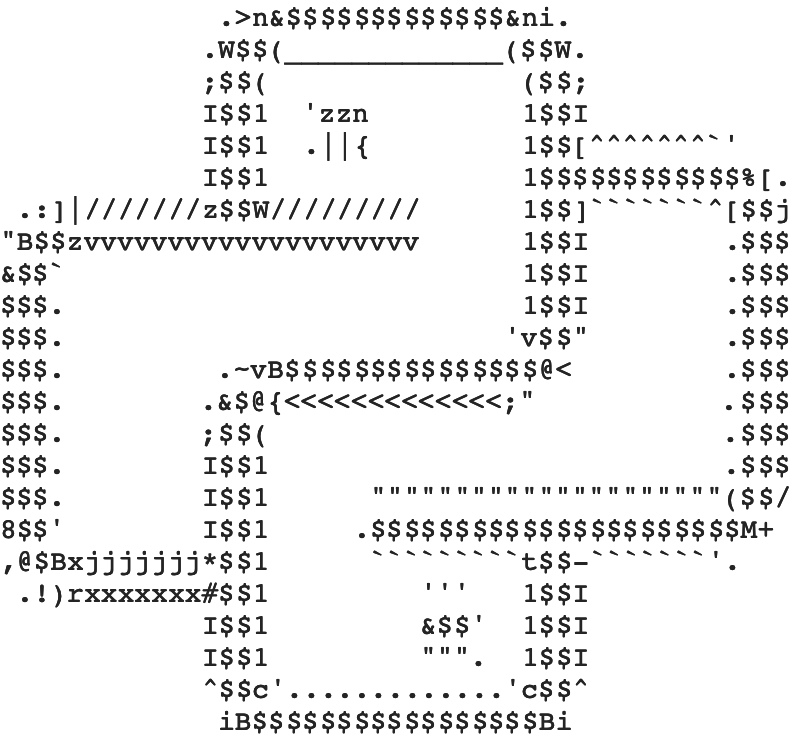 .>n&$$$$$$$$$$$$$&ni.
            .W$$(_____________($$W.
            ;$$(               ($$;
            I$$1  'zzn         1$$I
            I$$1  .||{         1$$[^^^^^^^`'
            I$$1               1$$$$$$$$$$$$%[.
 .:]|///////z$$W/////////      1$$]```````^[$$j
"B$$zvvvvvvvvvvvvvvvvvvvv      1$$I        .$$$
&$$`                           1$$I        .$$$
$$$.                           1$$I        .$$$
$$$.                          'v$$"        .$$$
$$$.         .~vB$$$$$$$$$$$$$$$@<         .$$$
$$$.        .&$@{<<<<<<<<<<<<<;"           .$$$
$$$.        ;$$(                           .$$$
$$$.        I$$1                           .$$$
$$$.        I$$1      """""""""""""""""""""($$/
8$$'        I$$1     .$$$$$$$$$$$$$$$$$$$$$$M+
,@$Bxjjjjjjj*$$1      `````````t$$-```````'.
 .!)rxxxxxxx#$$1         '''   1$$I
            I$$1         &$$'  1$$I
            I$$1         """.  1$$I
            ^$$c'.............'c$$^
             iB$$$$$$$$$$$$$$$$$Bi